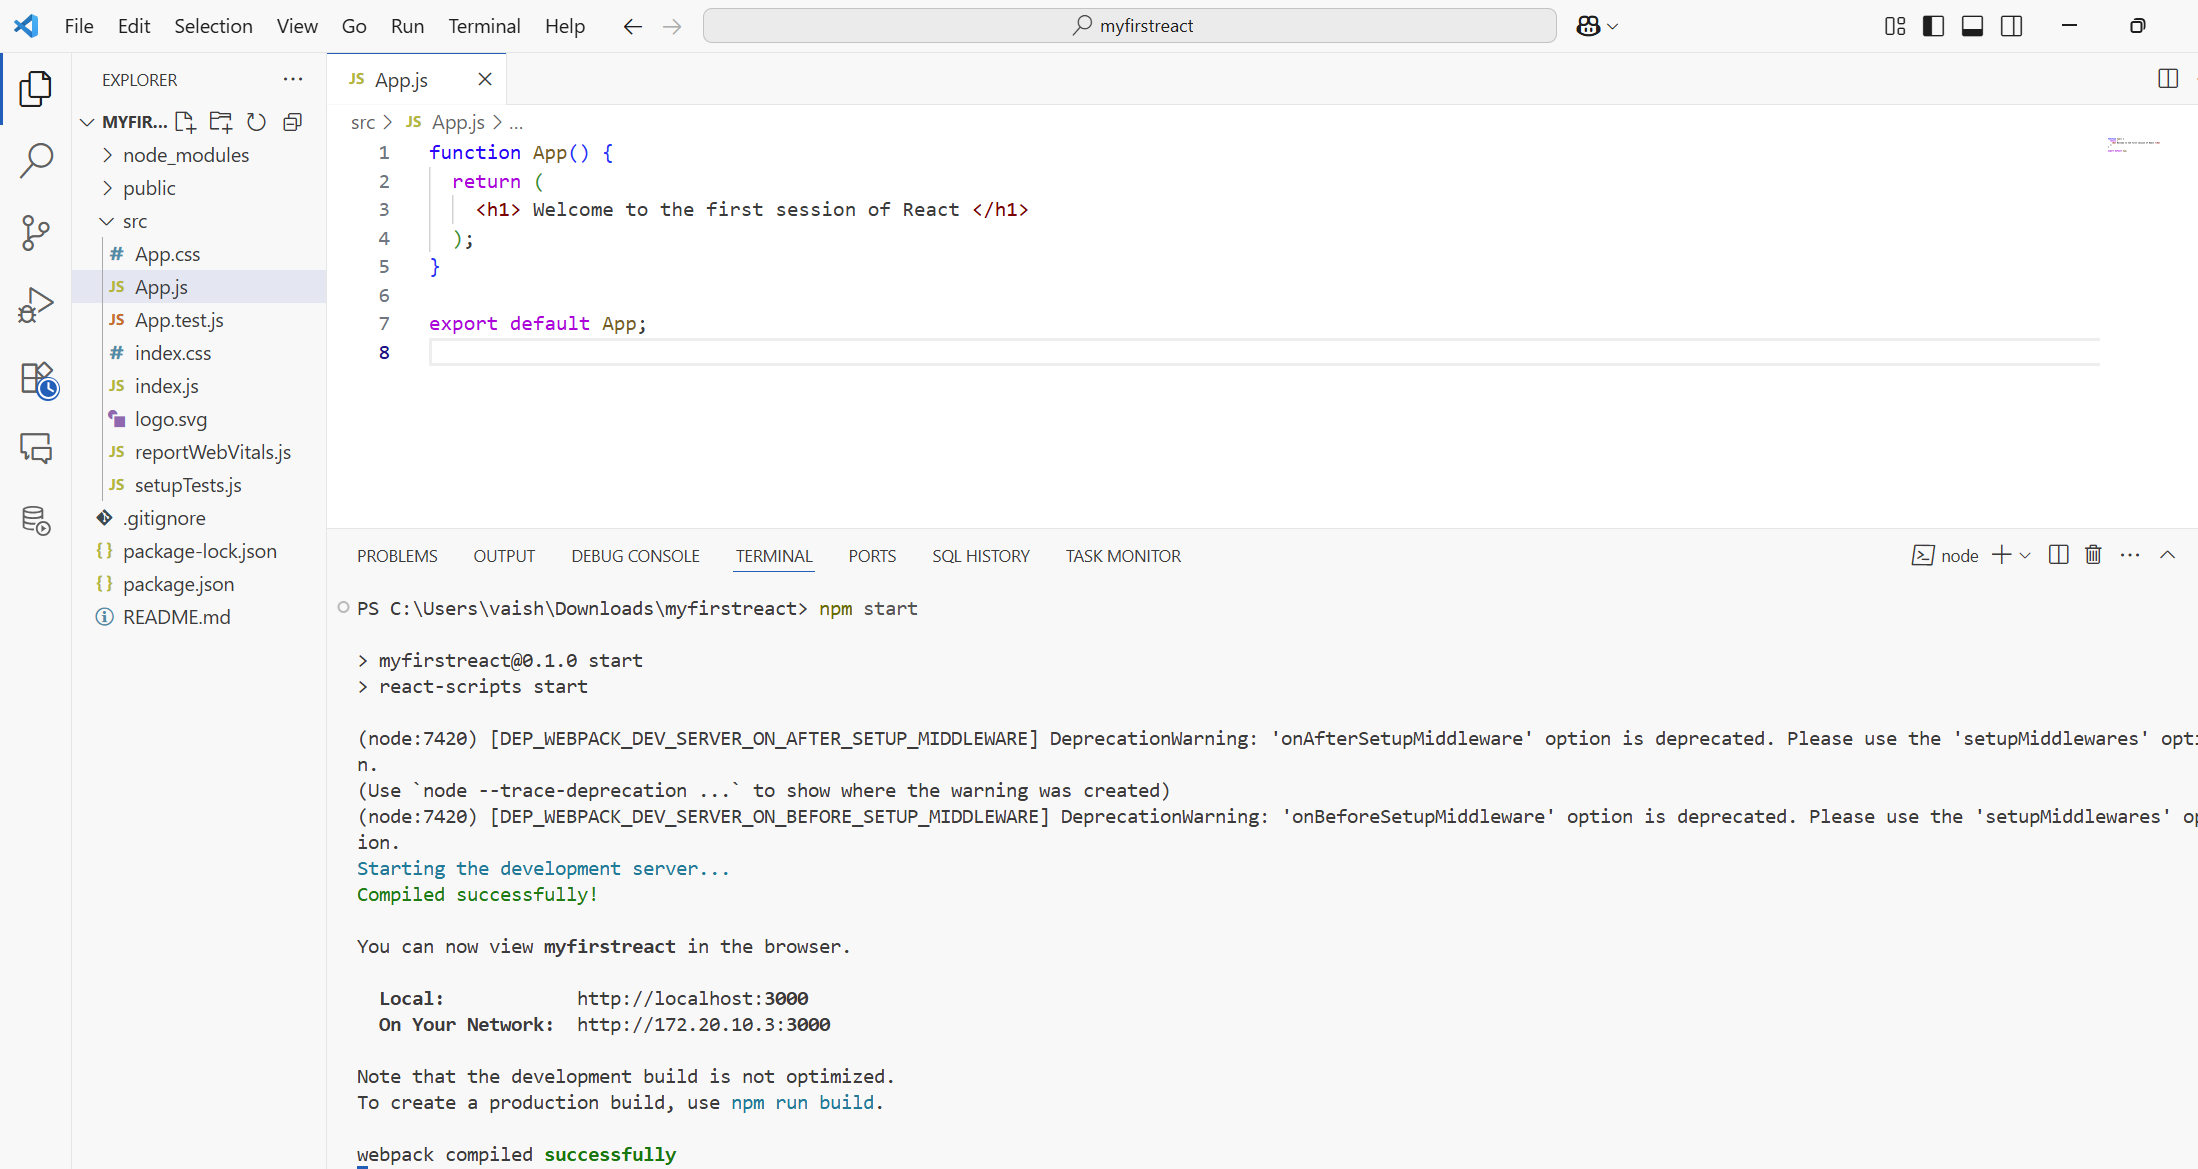 File Edit Selection View Go Run Terminal Help myfirstreact
EXPLORER
MYFIR...
node_modules
public
src
# App.css
JS App.js
JS App.test.js
# index.css
JS index.js
logo.svg
JS reportWebVitals.js
JS setupTests.js
.gitignore
{} package-lock.json
{} package.json
README.md
JS App.js
src > JS App.js > ...
1 function App() {
2 return (
3 <h1> Welcome to the first session of React </h1>
4 );
5 }
6
7 export default App;
8
PROBLEMS OUTPUT DEBUG CONSOLE TERMINAL PORTS SQL HISTORY TASK MONITOR node
PS C:\Users\vaish\Downloads\myfirstreact> npm start
> myfirstreact@0.1.0 start
> react-scripts start
(node:7420) [DEP_WEBPACK_DEV_SERVER_ON_AFTER_SETUP_MIDDLEWARE] DeprecationWarning: 'onAfterSetupMiddleware' option is deprecated. Please use the 'setupMiddlewares' opti
n.
(Use `node --trace-deprecation ...` to show where the warning was created)
(node:7420) [DEP_WEBPACK_DEV_SERVER_ON_BEFORE_SETUP_MIDDLEWARE] DeprecationWarning: 'onBeforeSetupMiddleware' option is deprecated. Please use the 'setupMiddlewares' op
ion.
Starting the development server...
Compiled successfully!
You can now view myfirstreact in the browser.
Local: http://localhost:3000
On Your Network: http://172.20.10.3:3000
Note that the development build is not optimized.
To create a production build, use npm run build.
webpack compiled successfully